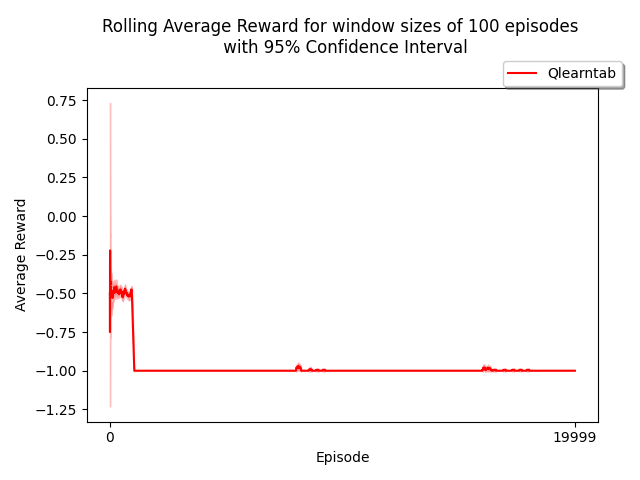 Rolling Average Reward for window sizes of 100 episodes
with 95% Confidence Interval
Qlearntab
0.75
0.50
0.25
0.00
−0.25
−0.50
−0.75
−1.00
−1.25
Average Reward
0
19999
Episode